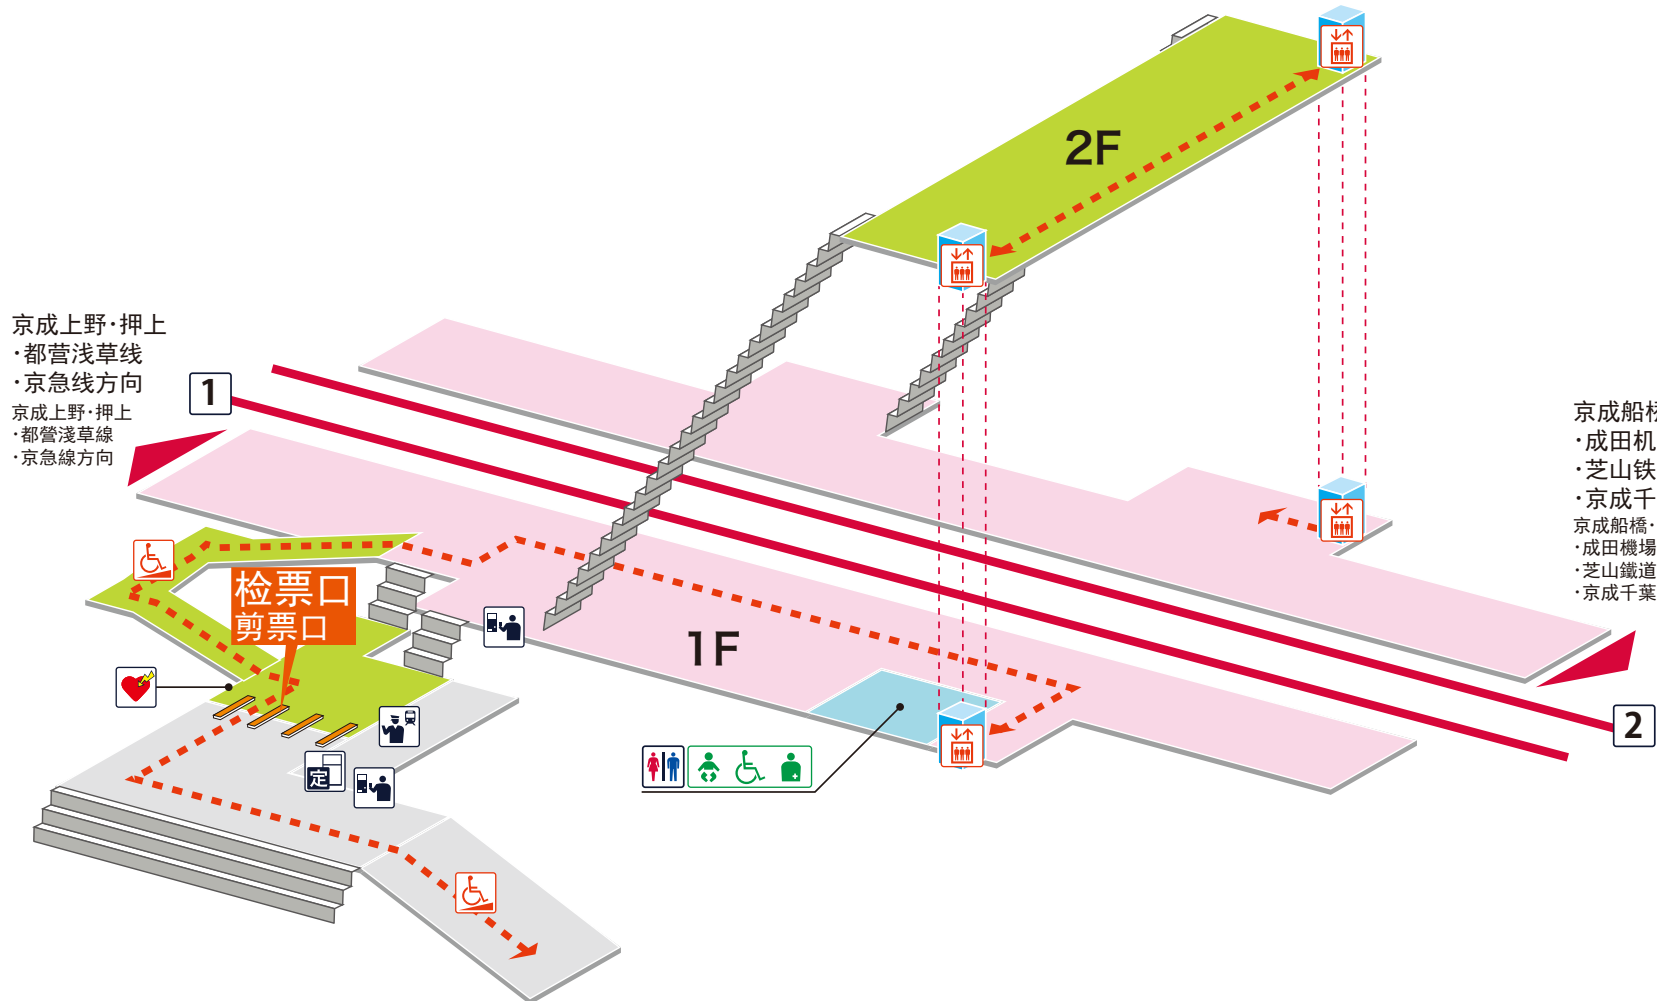 2F
京成上野・押上
・都营浅草线
・京急线方向
京成上野・押上
・都營淺草線
・京急線方向
1
检票口
剪票口
1F
定
京成船橋
・成田机
・芝山铁
・京成千
京成船橋・
・成田機場
・芝山鐵道
・京成千葉
2